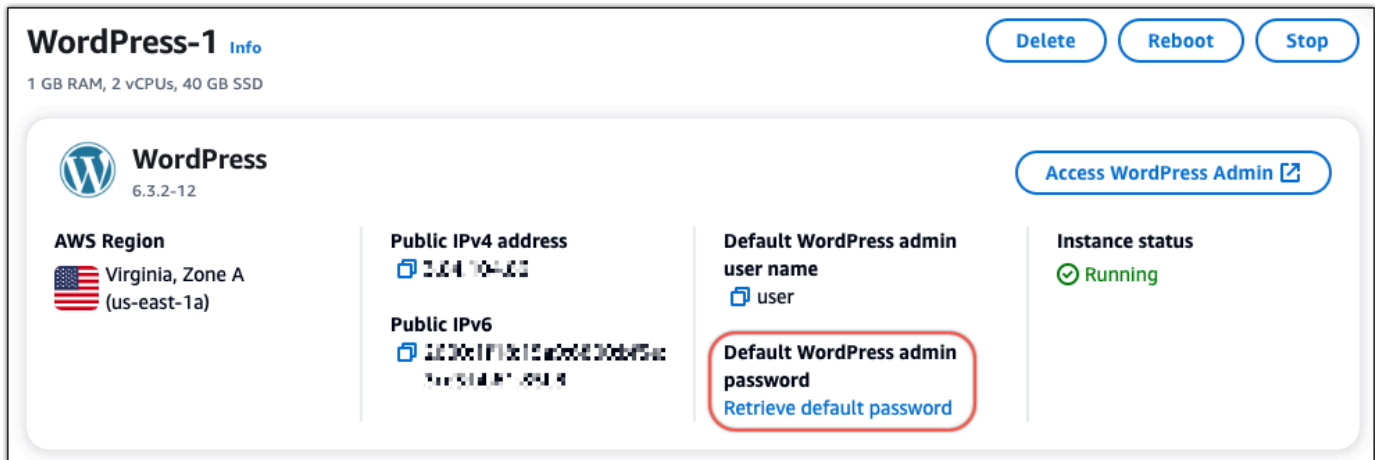 WordPress-1 Info
Delete
Reboot
Stop
1 GB RAM, 2 vCPUs, 40 GB SSD
WordPress
6.3.2-12
Access WordPress Admin
AWS Region
Virginia, Zone A
(us-east-1a)
Public IPv4 address
Public IPv6
Default WordPress admin
user name
user
Default WordPress admin
password
Retrieve default password
Instance status
Running